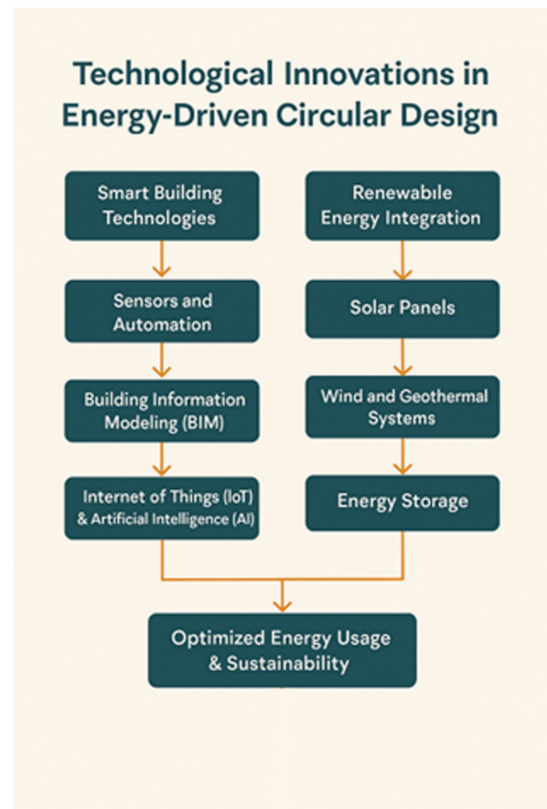 Technological Innovations in
Energy-Driven Circular Design
Smart Building
Technologies
Sensors and
Automation
Building Information
Modeling (BIM)
Internet of Things (IoT)
& Artificial Intelligence (AI)
Renewabıle
Energy Integration
Solar Panels
Wind and Geothermal
Systems
Energy Storage
Optimized Energy Usage
& Sustainability